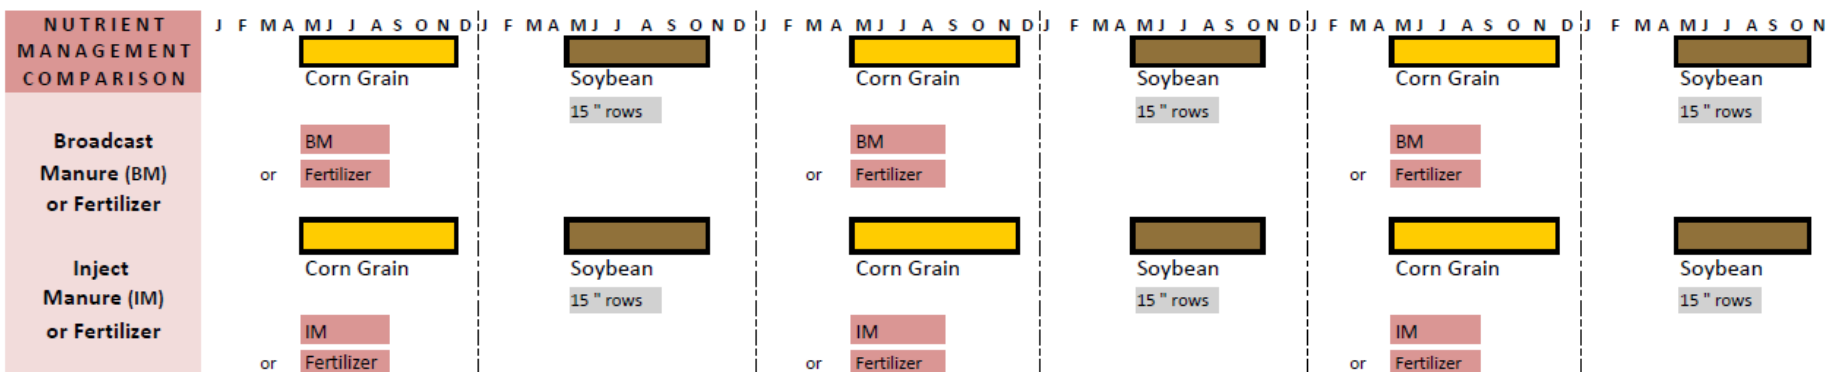 NUTRIENT J F M A M J J A S O N D J F M A M J J A S O N D J F M A M J J A S O N D J F M A M J J A S O N D J F M A M J J A S O N D J F M A M J J A S O N
MANAGEMENT
COMPARISON Corn Grain Soybean Corn Grain Soybean Corn Grain Soybean
15 " rows 15 " rows 15 " rows
Broadcast BM BM BM
Manure (BM) or Fertilizer or Fertilizer or Fertilizer
or Fertilizer
Inject Corn Grain Soybean Corn Grain Soybean Corn Grain Soybean
Manure (IM) 15 " rows 15 " rows 15 " rows
or Fertilizer IM IM IM
or Fertilizer or Fertilizer or Fertilizer